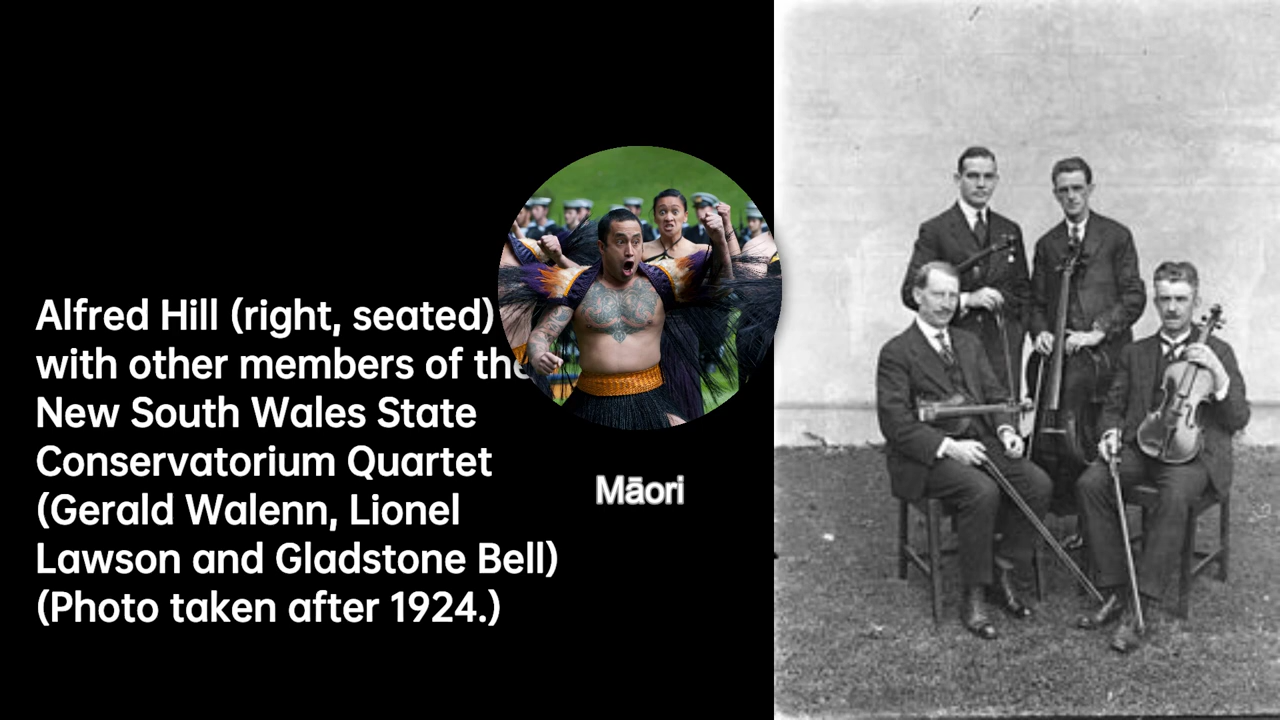 Alfred Hill (right, seated)
with other members of the
New South Wales State
Conservatorium Quartet
(Gerald Walenn, Lionel
Lawson and Gladstone Bell)
(Photo taken after 1924.)
Māori